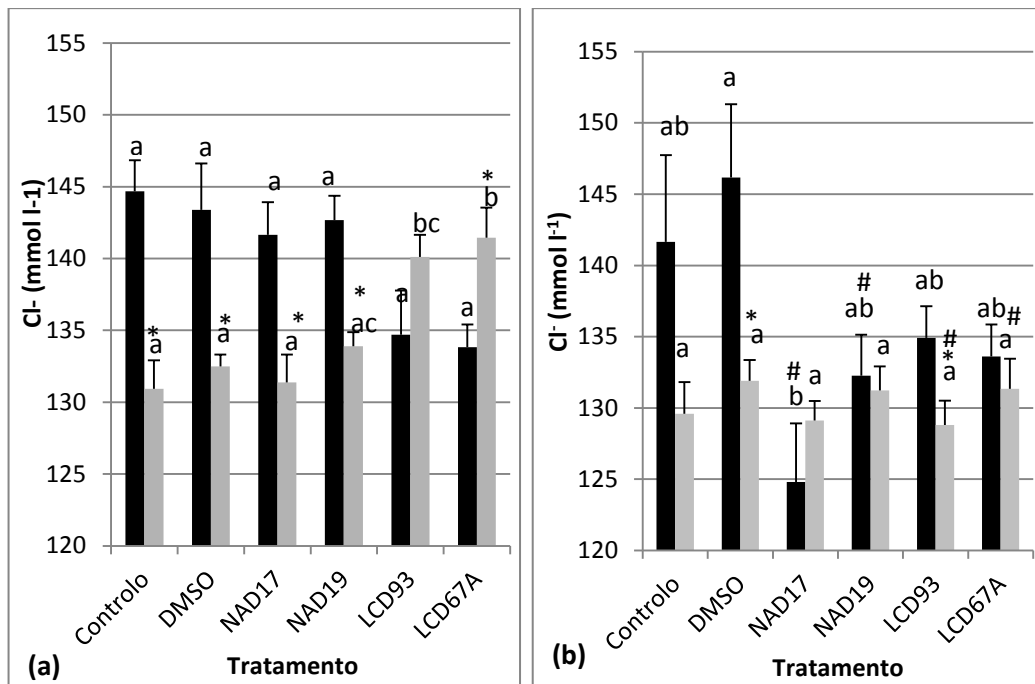 155
150
145
140
135
130
125
120
Cl- (mmol l-1)
a
a
a
a
a
a
*
a
*
a
*
a
*
ac
bc
*
b
Controlo
DMSO
NAD17
NAD19
LCD93
LCD67A
Tratamento
(a)
155
150
145
140
135
130
125
120
Cl- (mmol l-1)
ab
a
#
b
#
ab
ab
ab
a
*
a
a
a
#
*
a
#
a
Controlo
DMSO
NAD17
NAD19
LCD93
LCD67A
Tratamento
(b)